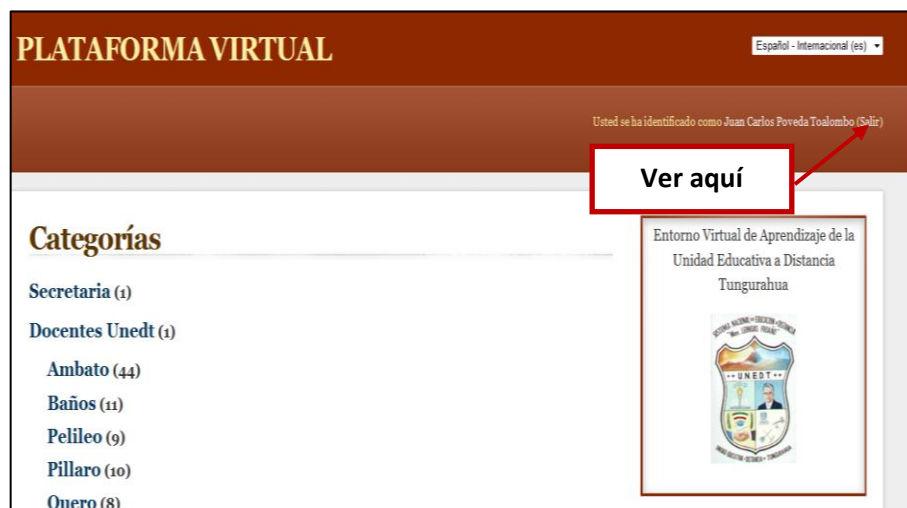 PLATAFORMA VIRTUAL
Español - Internacional (es)
Usted se ha identificado como Juan Carlos Poveda Toalombo (Salir)
Ver aquí
Categorías
Secretaria (1)
Docentes Unedt (1)
Ambato (44)
Baños (11)
Pelileo (9)
Pillaro (10)
Quero (8)
Entorno Virtual de Aprendizaje de la
Unidad Educativa a Distancia
Tungurahua
UNEDT